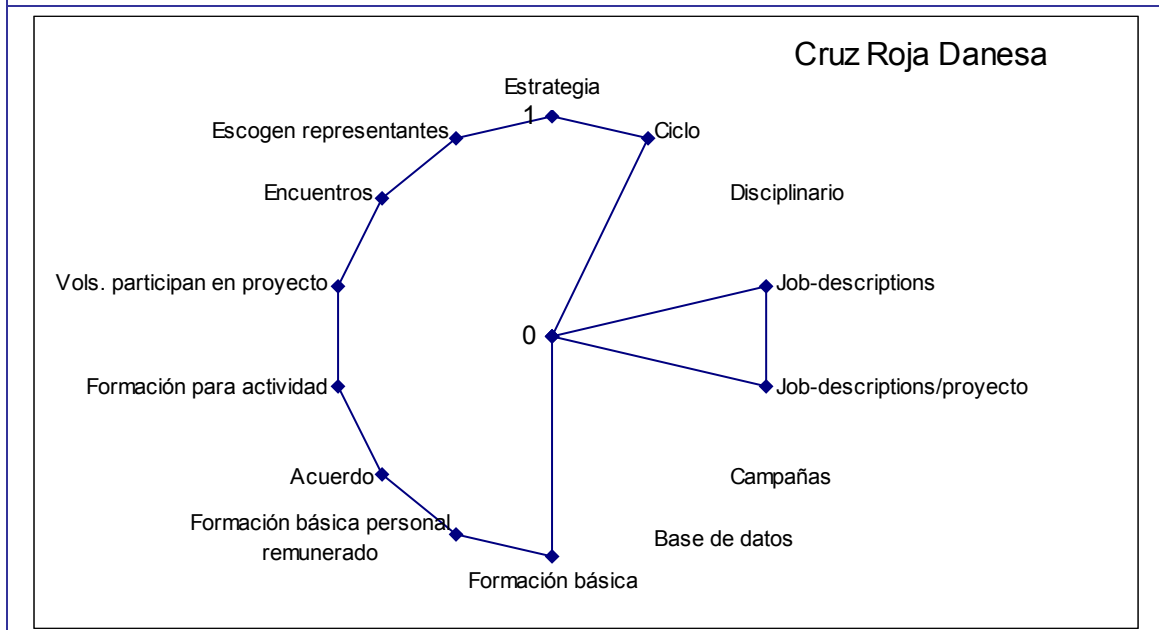 Cruz Roja Danesa
Estrategia
1
Ciclo
Escogen representantes
Disciplinario
Encuentros
Vols. participan en proyecto
Job-descriptions
0
Formación para actividad
Job-descriptions/proyecto
Acuerdo
Campañas
Formación básica personal
remunerado
Base de datos
Formación básica